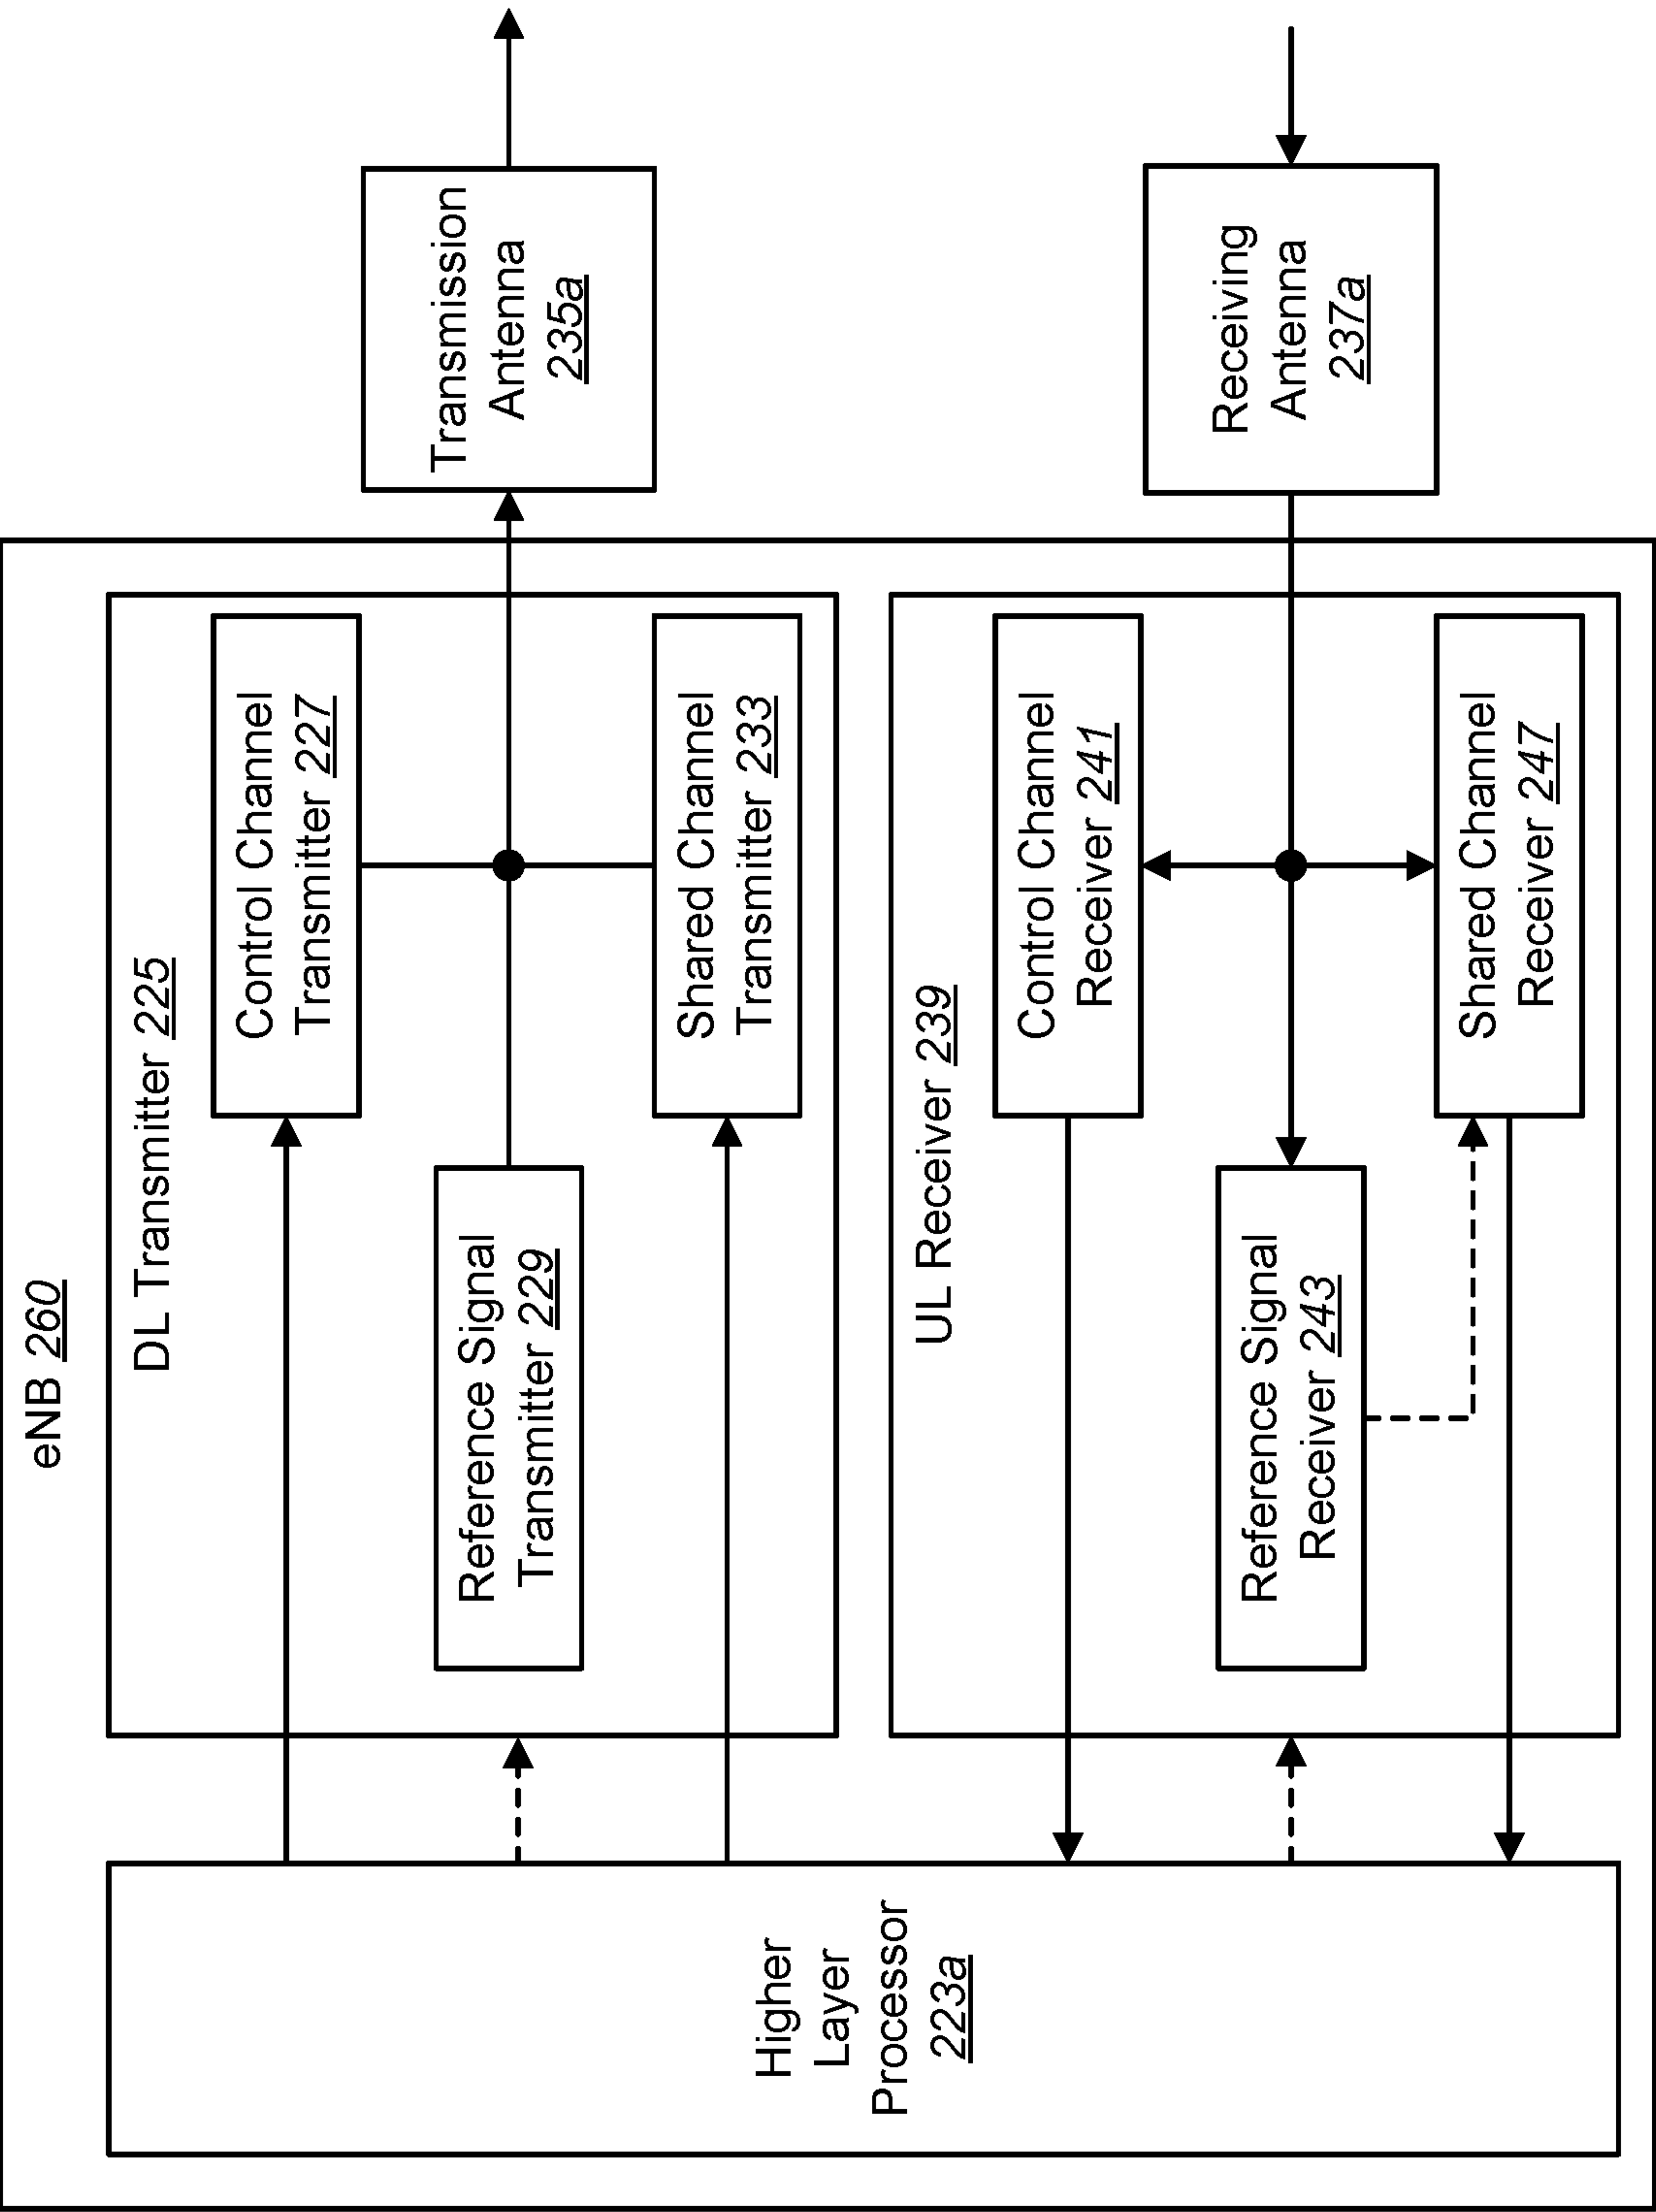 eNB 260
Higher
Layer
Processor
223a
DL Transmitter 225
Control Channel
Transmitter 227
Reference Signal
Transmitter 229
Shared Channel
Transmitter 233
Transmission
Antenna
235a
UL Receiver 239
Control Channel
Receiver 241
Reference Signal
Receiver 243
Shared Channel
Receiver 247
Receiving
Antenna
237a